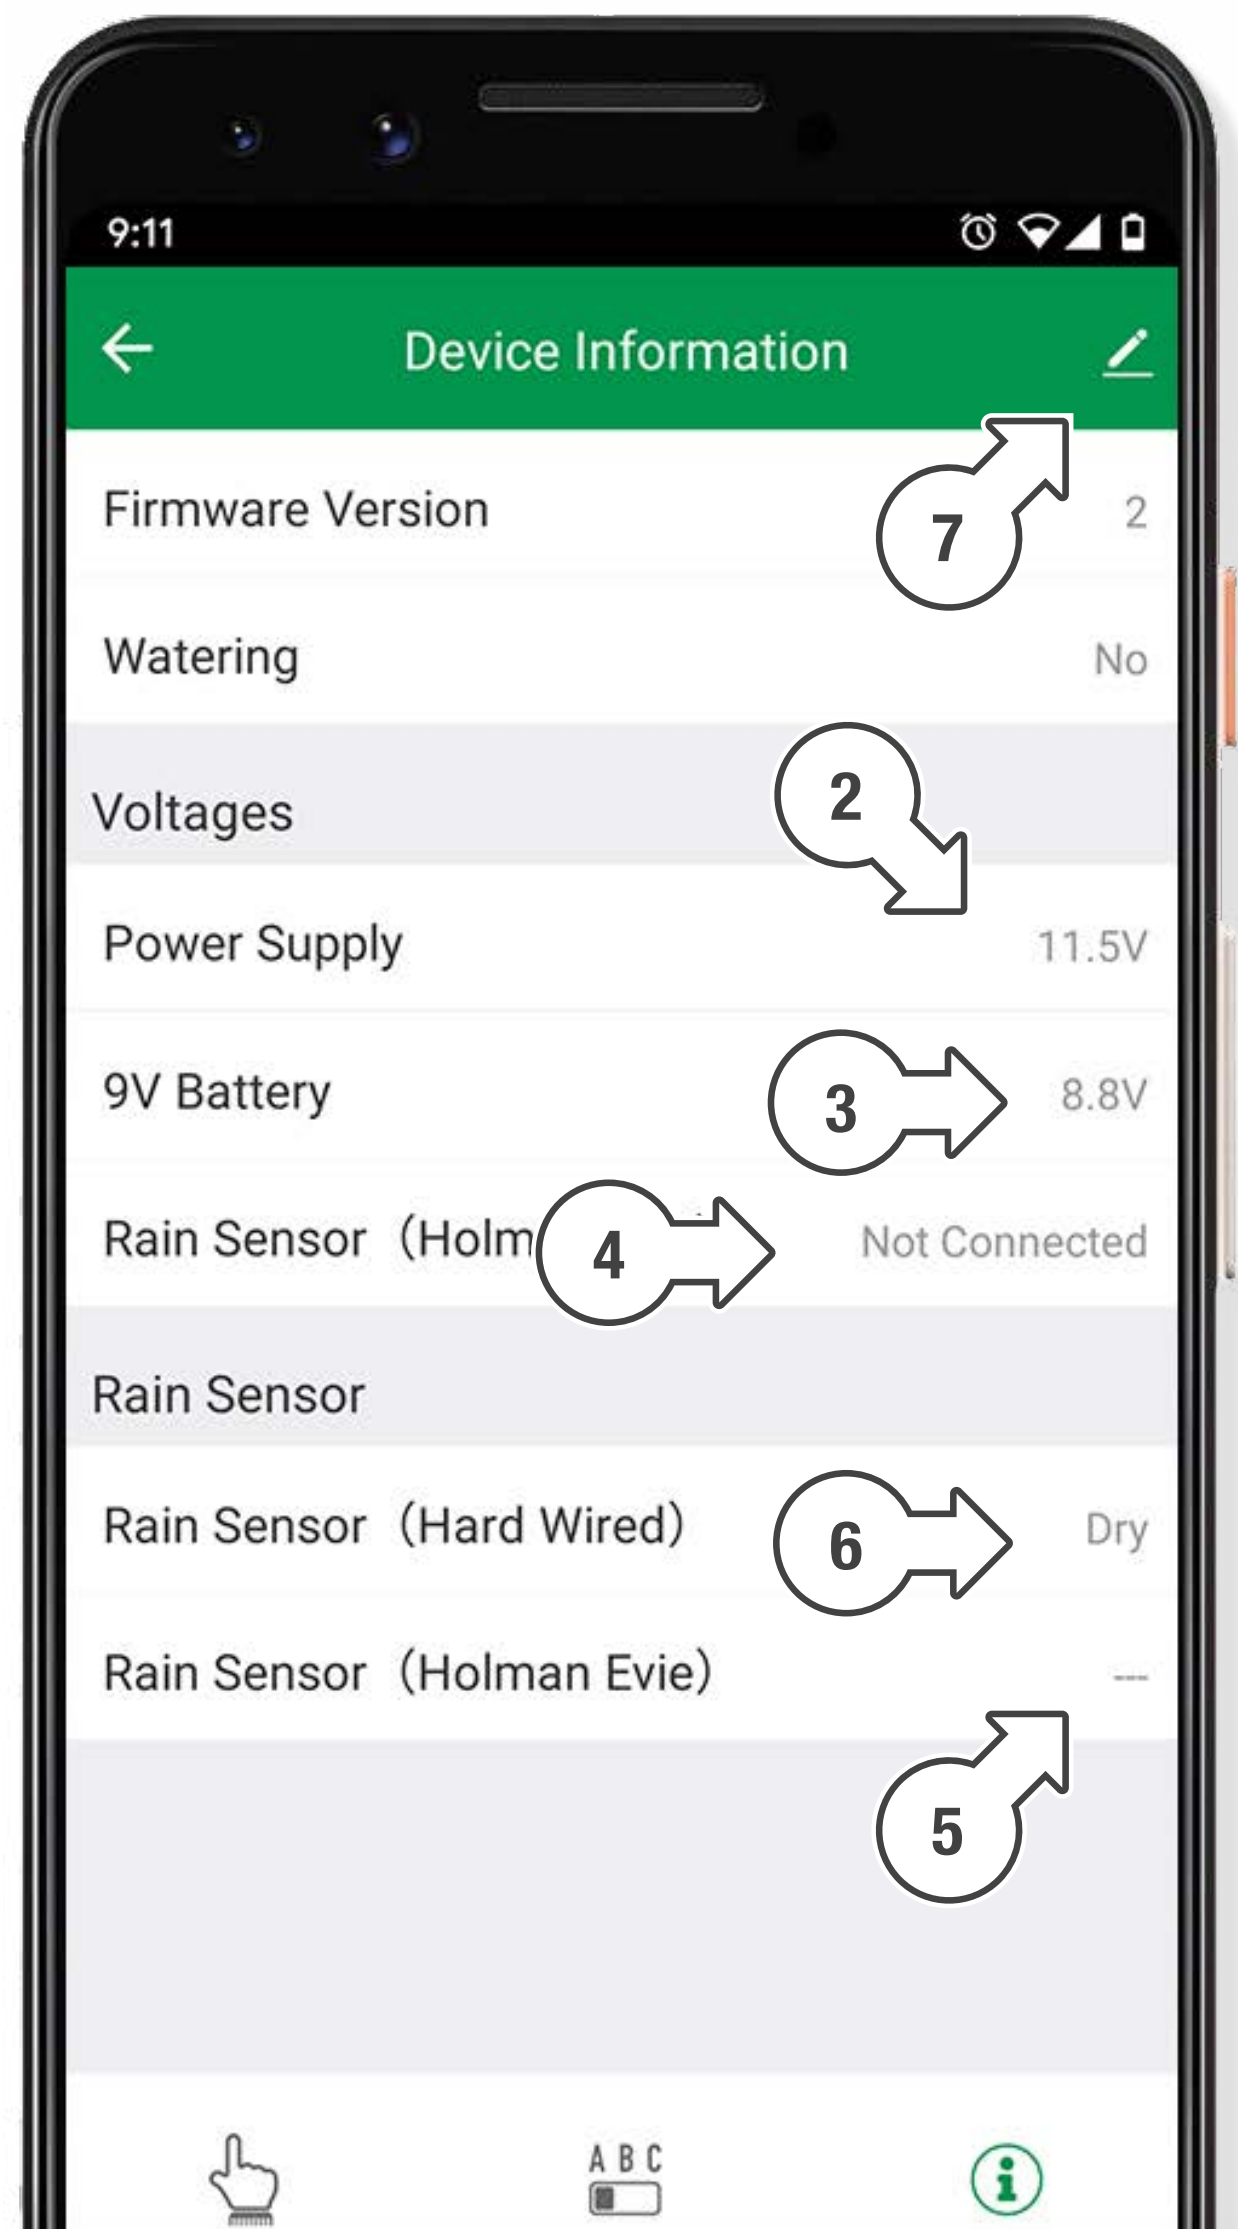 9:11
Device Information
Firmware Version 2
7
Watering No
2
Voltages
Power Supply 11.5V
9V Battery 3 8.8V
Rain Sensor (Holm 4 Not Connected
Rain Sensor
Rain Sensor (Hard Wired) 6 Dry
Rain Sensor (Holman Evie) ---
5
A B C
i